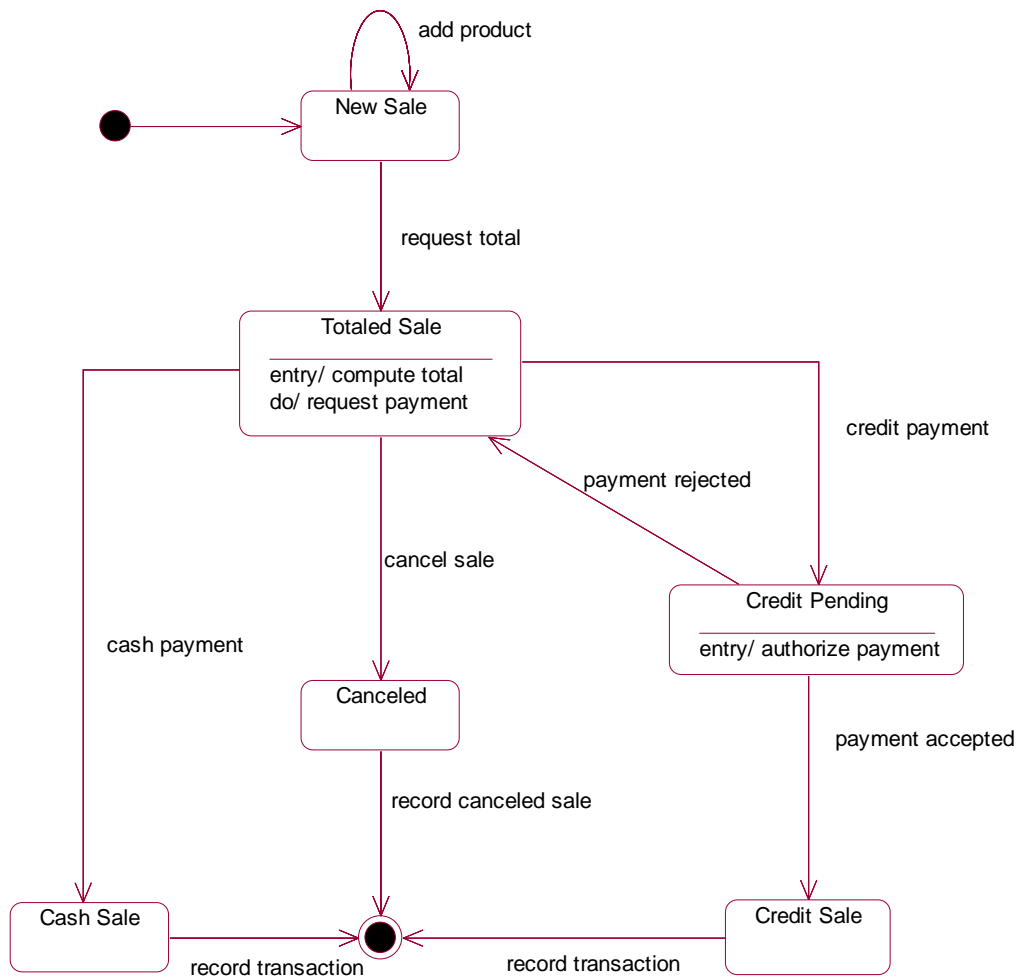 add product
New Sale
request total
Totaled Sale
entry/ compute total
do/ request payment
credit payment
payment rejected
cancel sale
Credit Pending
entry/ authorize payment
cash payment
Canceled
payment accepted
record canceled sale
Cash Sale
Credit Sale
record transaction
record transaction